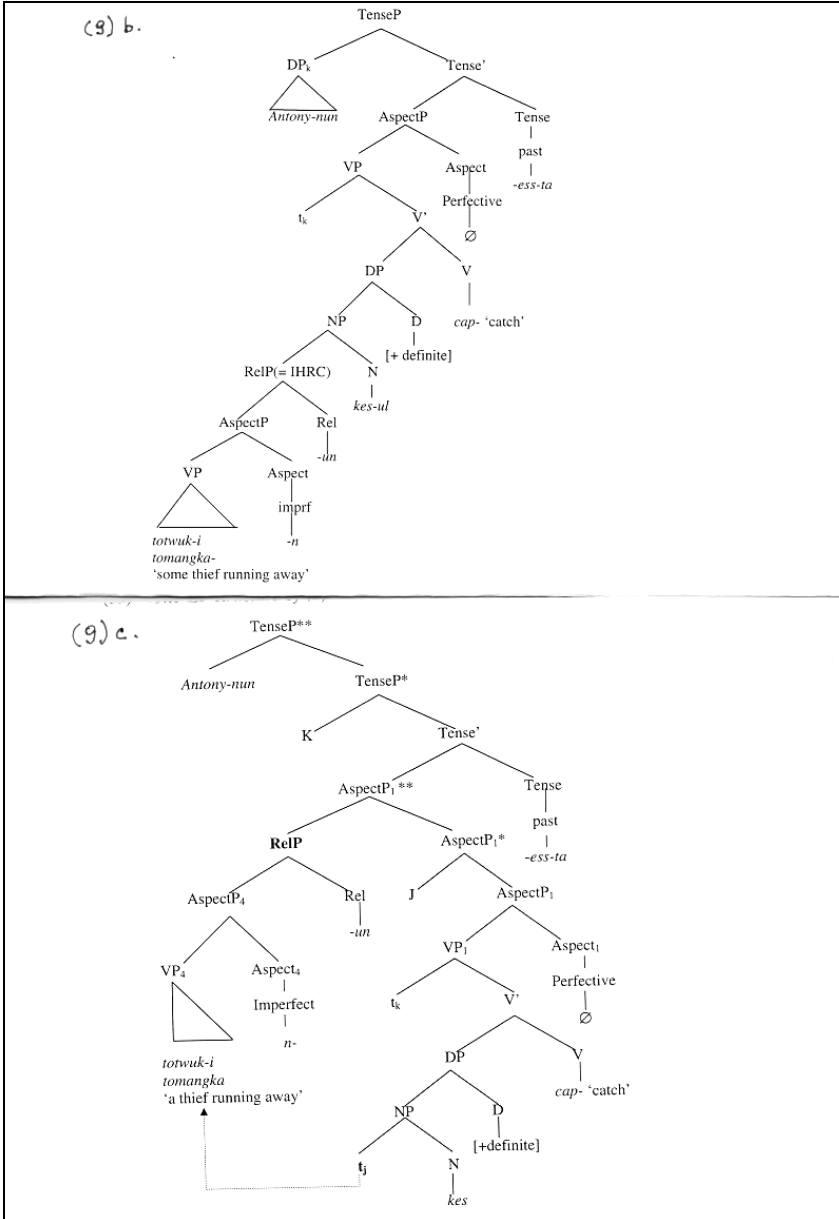 (9) b.
TenseP
DPk Tense’
Antony-nun AspectP Tense
past
VP Aspect
-ess-ta
Perfective
tk V’
∅
DP V
NP D cap- ‘catch’
[+ definite]
RelP(= IHRC) N
kes-ul
AspectP Rel
-un
VP Aspect
imprf
totwuk-i -n
tomangka-
‘some thief running away’
(9) c.
TenseP**
Antony-nun TenseP*
K Tense’
AspectP1** Tense
past
RelP AspectP1*
-ess-ta
AspectP4 Rel J AspectP1
-un
VP1 Aspect1
VP4 Aspect4
Perfective
Imperfect tk V’
∅
n-
DP V
totwuk-i
tomangka
cap- ‘catch’
‘a thief running away’
NP D
[+definite]
tj N
kes